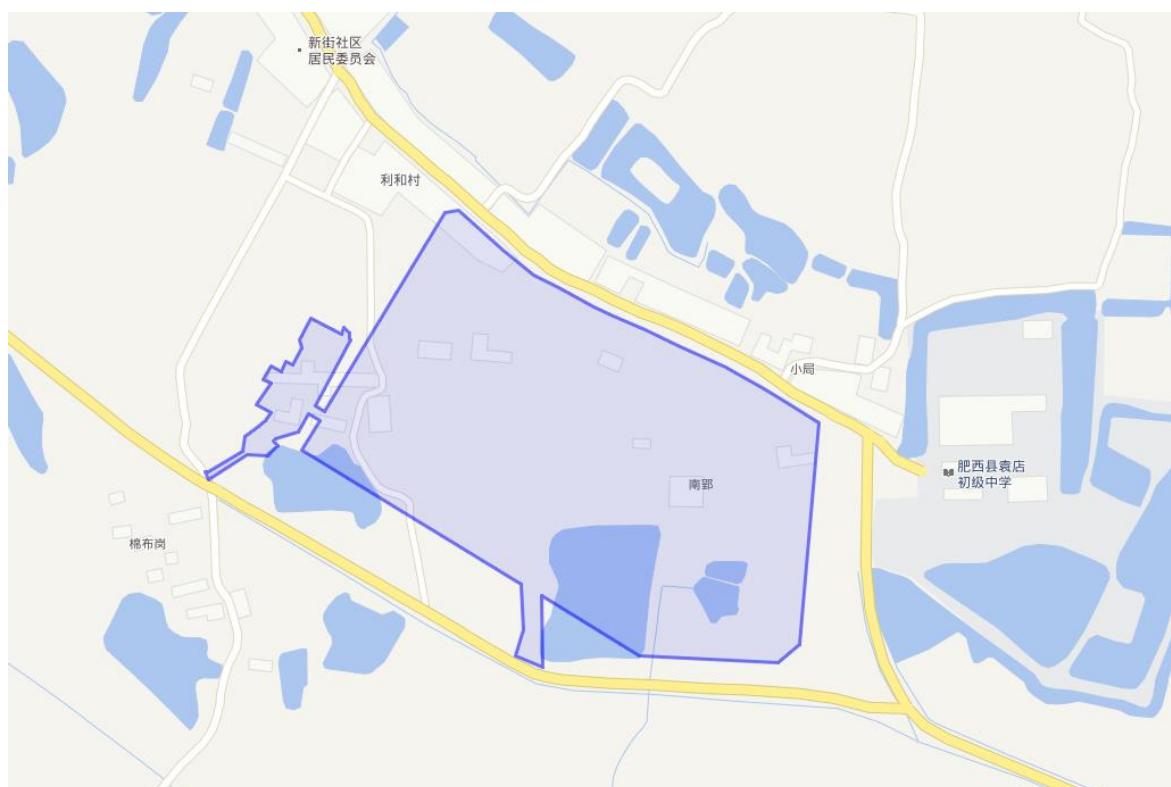 新街社区
居民委员会
利和村
小局
肥西县袁店
初级中学
南郢
棉布岗